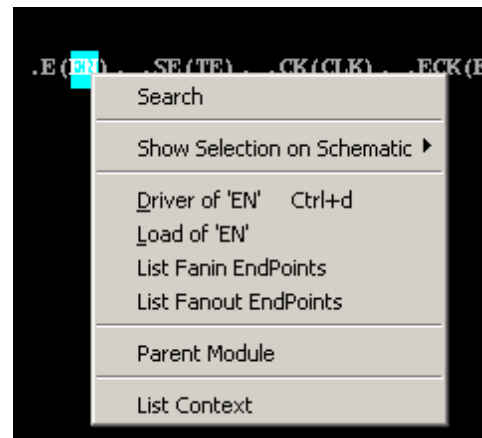 .E(EN), .SE(TE), .CK(CLK), .ECK(E
Search
Show Selection on Schematic
Driver of 'EN' Ctrl+d
Load of 'EN'
List Fanin EndPoints
List Fanout EndPoints
Parent Module
List Context